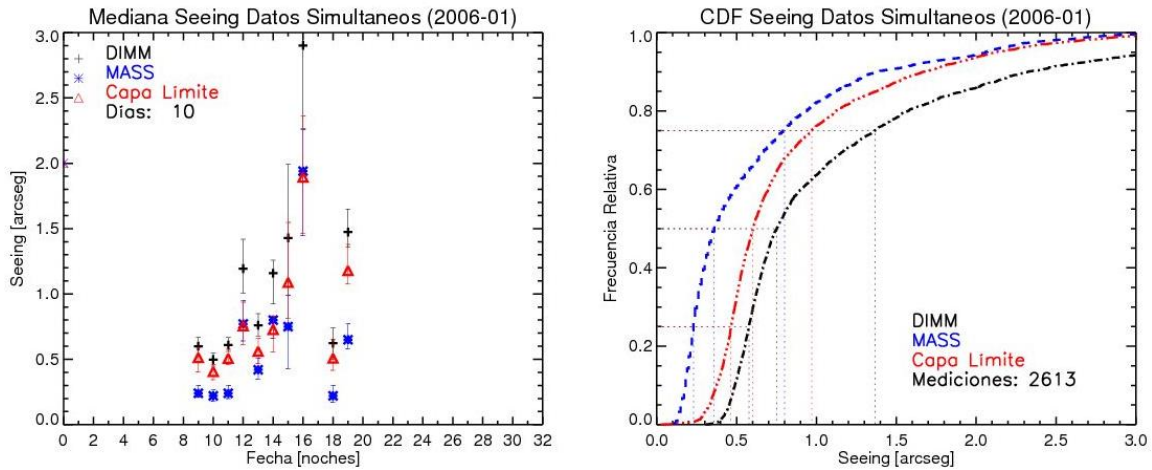 Mediana Seeing Datos Simultaneos (2006-01)
3.0
2.5
2.0
1.5
1.0
0.5
0.0
Seeing [arcseg]
DIMM
MASS
Capa Limite
Dias: 10
0 2 4 6 8 10 12 14 16 18 20 22 24 26 28 30 32
Fecha [noches]
CDF Seeing Datos Simultaneos (2006-01)
1.0
0.8
0.6
0.4
0.2
0.0
Frecuencia Relativa
DIMM
MASS
Capa Limite
Mediciones: 2613
0.0 0.5 1.0 1.5 2.0 2.5 3.0
Seeing [arcseg]